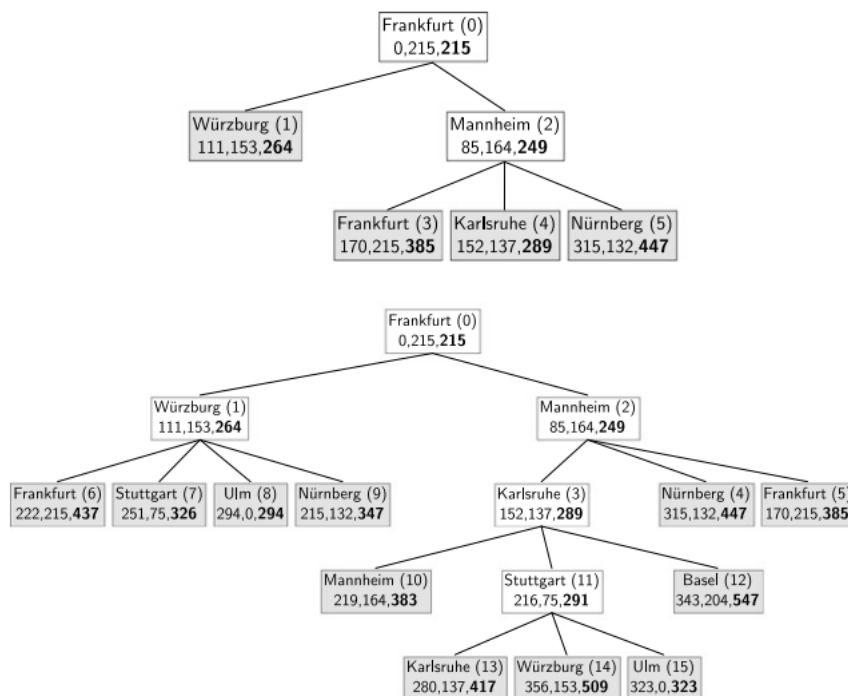 Frankfurt (0)
0,215,215
Würzburg (1)
111,153,264
Mannheim (2)
85,164,249
Frankfurt (3)
170,215,385
Karlsruhe (4)
152,137,289
Nürnberg (5)
315,132,447
Frankfurt (0)
0,215,215
Würzburg (1)
111,153,264
Mannheim (2)
85,164,249
Frankfurt (6)
222,215,437
Stuttgart (7)
251,75,326
Ulm (8)
294,0,294
Nürnberg (9)
215,132,347
Karlsruhe (3)
152,137,289
Nürnberg (4)
315,132,447
Frankfurt (5)
170,215,385
Mannheim (10)
219,164,383
Stuttgart (11)
216,75,291
Basel (12)
343,204,547
Karlsruhe (13)
280,137,417
Würzburg (14)
356,153,509
Ulm (15)
323,0,323